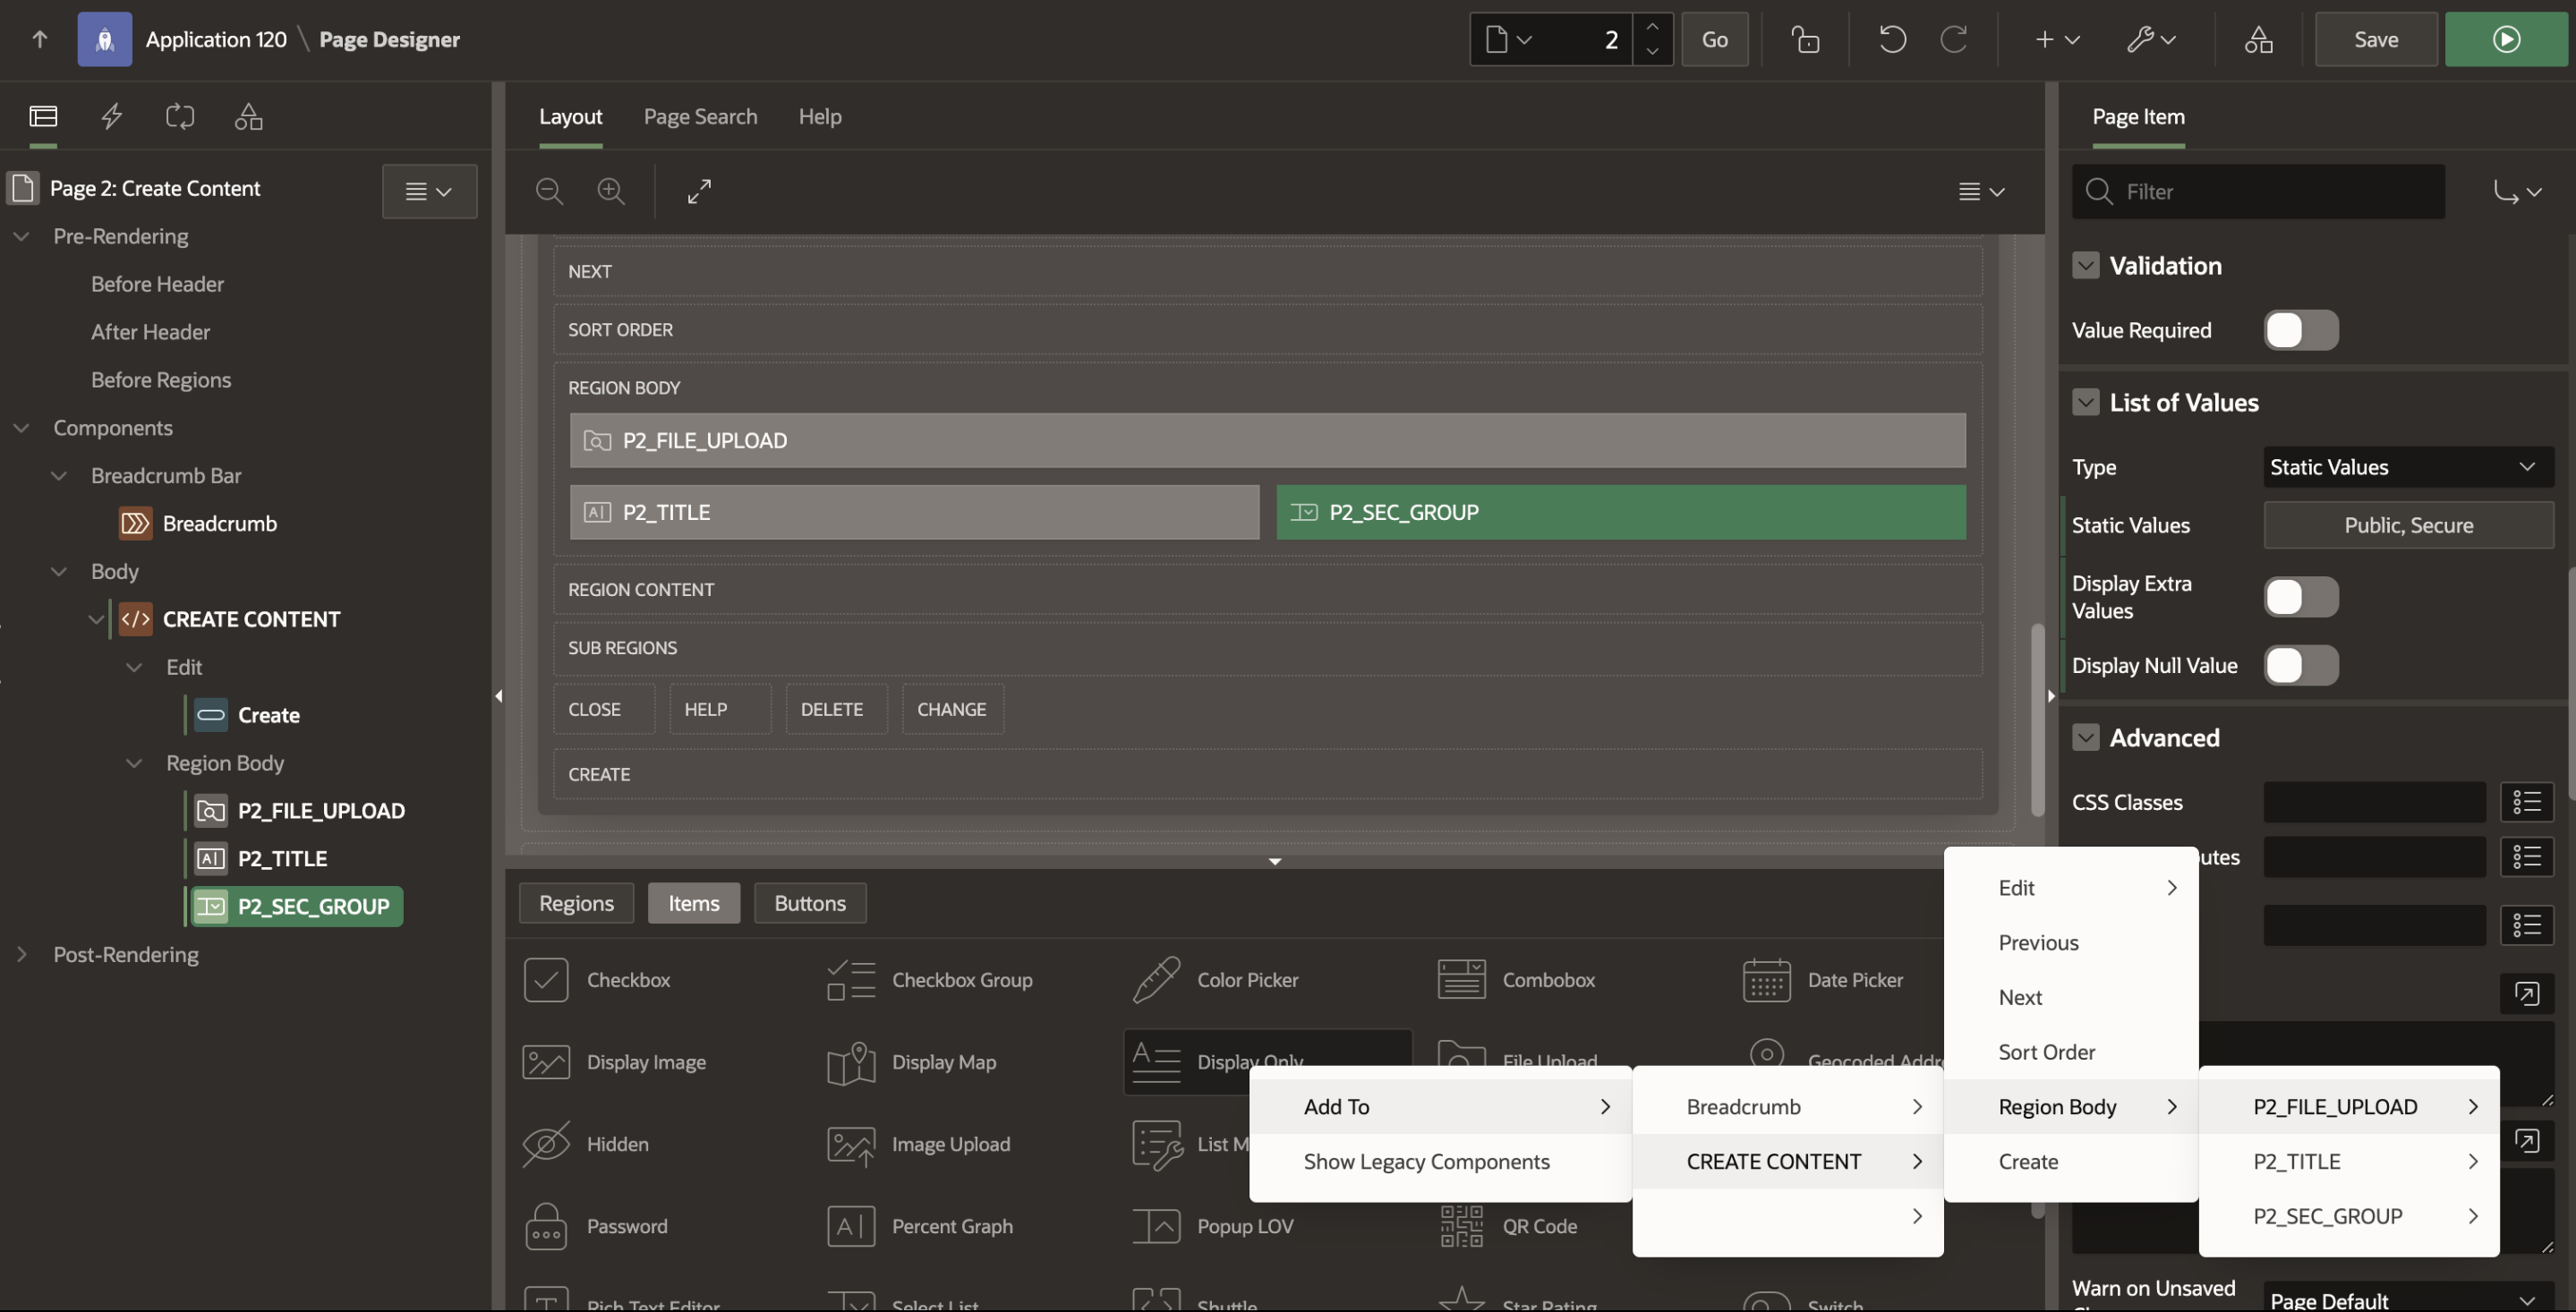 Application 120 \ Page Designer
2
Go
Save
Layout
Page Search
Help
Page Item
Page 2: Create Content
Filter
Pre-Rendering
Before Header
After Header
Before Regions
Components
Breadcrumb Bar
Breadcrumb
Body
CREATE CONTENT
Edit
Create
Region Body
P2_FILE_UPLOAD
P2_TITLE
P2_SEC_GROUP
Post-Rendering
NEXT
SORT ORDER
REGION BODY
P2_FILE_UPLOAD
P2_TITLE
P2_SEC_GROUP
REGION CONTENT
SUB REGIONS
CLOSE
HELP
DELETE
CHANGE
CREATE
Regions
Items
Buttons
Checkbox
Checkbox Group
Color Picker
Combobox
Date Picker
Display Image
Display Map
Display Only
File Upload
Geocoded Addre
Hidden
Image Upload
List M
Password
Percent Graph
Popup LOV
QR Code
Rich Text Editor
Select List
Shuttle
Star Rating
Switch
Add To
Show Legacy Components
Breadcrumb
CREATE CONTENT
Edit
Previous
Next
Sort Order
Region Body
Create
P2_FILE_UPLOAD
P2_TITLE
P2_SEC_GROUP
Validation
Value Required
List of Values
Type
Static Values
Static Values
Public, Secure
Display Extra
Values
Display Null Value
Advanced
CSS Classes
utes
Warn on Unsaved
Page Default